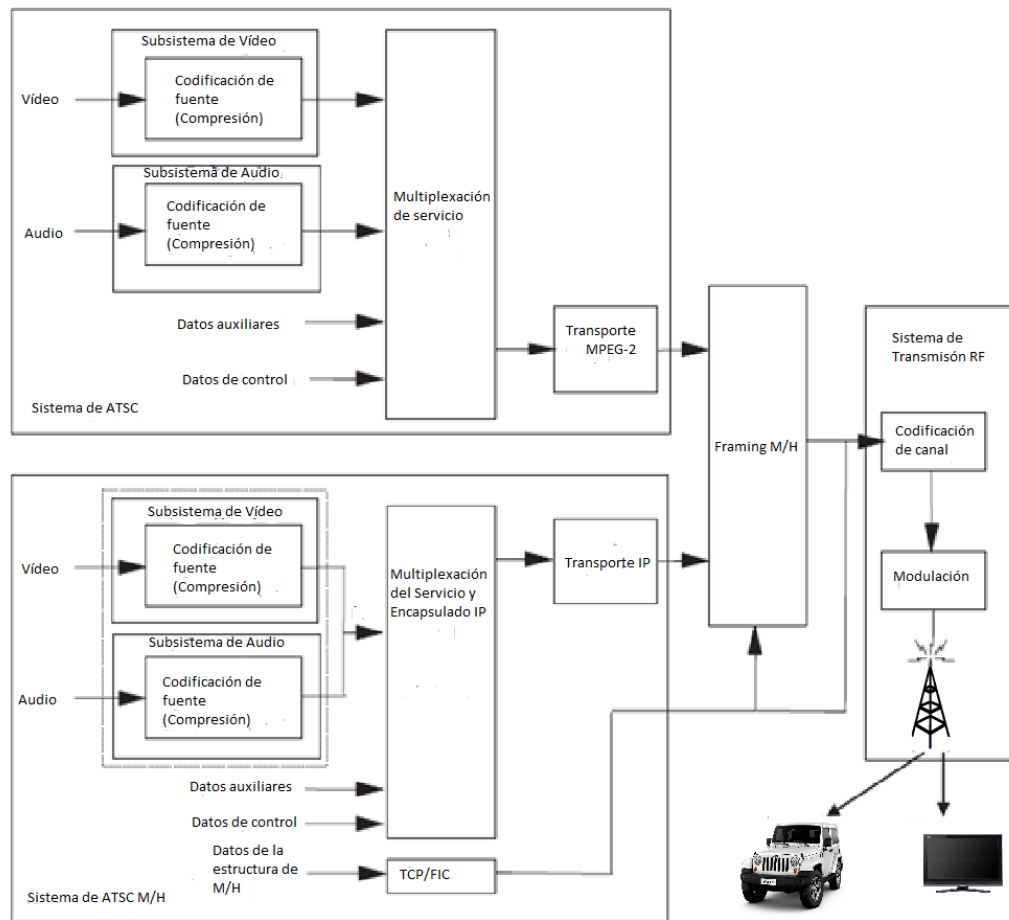 Subsistema de Vídeo
Vídeo
Codificación de
fuente
(Compresión)
Subsistema de Audio
Audio
Codificación de
fuente
(Compresión)
Multiplexación
de servicio
Datos auxiliares
Datos de control
Sistema de ATSC
Transporte
MPEG-2
Framing M/H
Sistema de
Transmisón RF
Codificación
de canal
Modulación
Subsistema de Vídeo
Vídeo
Codificación de
fuente
(Compresión)
Subsistema de Audio
Audio
Codificación de
fuente
(Compresión)
Multiplexación
del Servicio y
Encapsulado IP
Transporte IP
Datos auxiliares
Datos de control
Datos de la
estructura de
M/H
TCP/FIC
Sistema de ATSC M/H